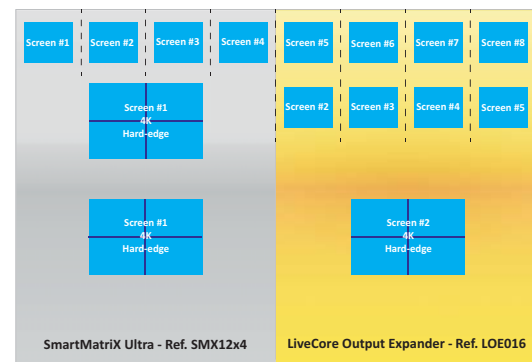 Screen #1 Screen #2 Screen #3 Screen #4 Screen #5 Screen #6 Screen #7 Screen #8
Screen #1
4K
Hard-edge
Screen #2 Screen #3 Screen #4 Screen #5
Screen #1
4K
Hard-edge
Screen #2
4K
Hard-edge
SmartMatriX Ultra - Ref. SMX12x4
LiveCore Output Expander - Ref. LOE016